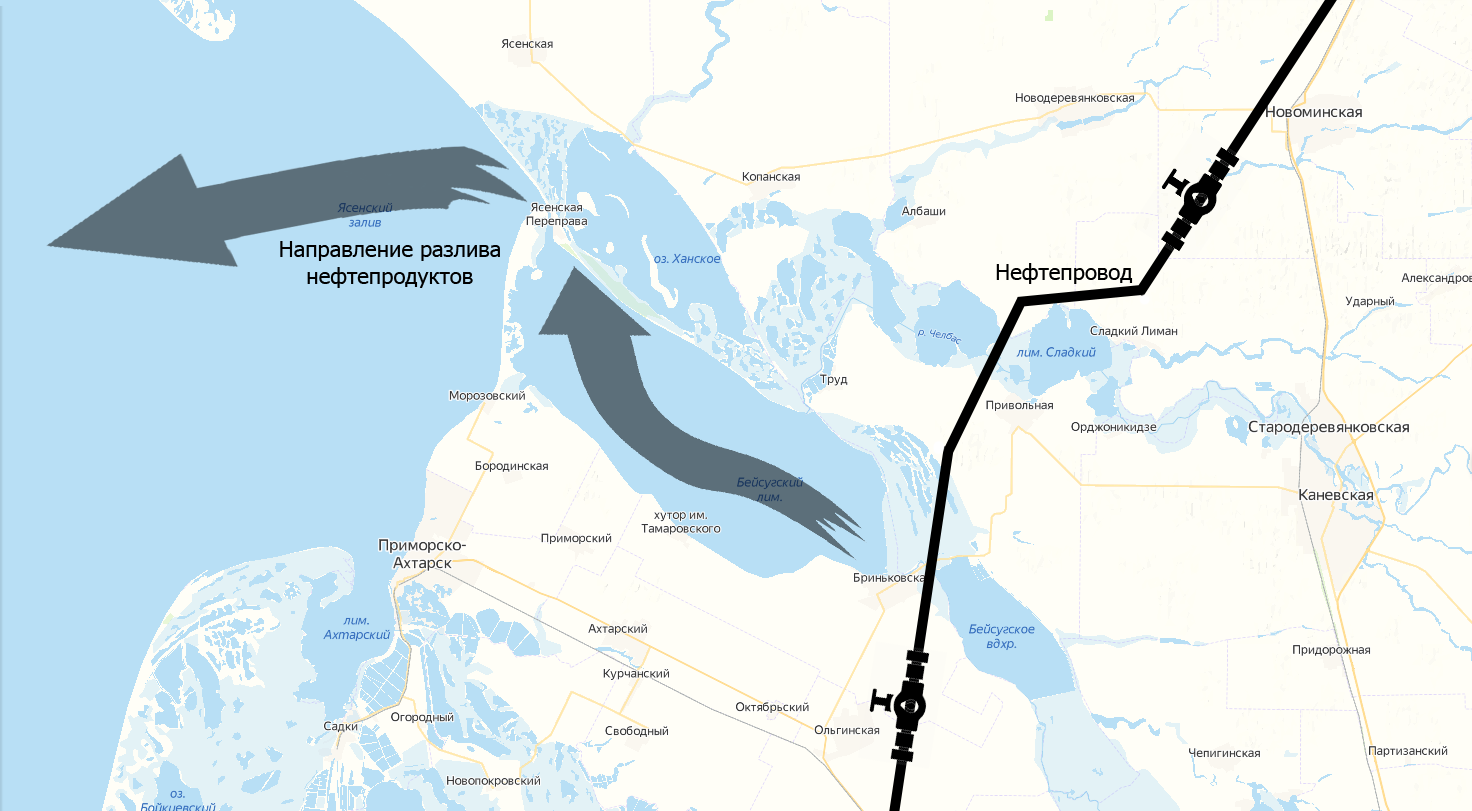 Ясенская
Новодеревянковская
Новоминская
Копанская
Ясенский
залив
Ясенская
Переправа
Албаши
Направление разлива
нефтепродуктов
оз. Ханское
Нефтепровод
Александров
Ударный
р. Челбас
Сладкий Лиман
лим. Сладкий
Труд
Морозовский
Привольная
Орджоникидзе
Стародеревянковская
Бородинская
Бейсугский
лим.
Каневская
хутор им.
Тамаровского
Приморский
Приморско-
Ахтарск
Бриньковска
лим.
Ахтарский
Ахтарский
Бейсугское
вдхр.
Придорожная
Курчанский
Октябрьский
Огородный
Садки
Свободный
Ольгинская
Чепигинская
Партизанский
Новопокровский
оз.
Бойкиевский